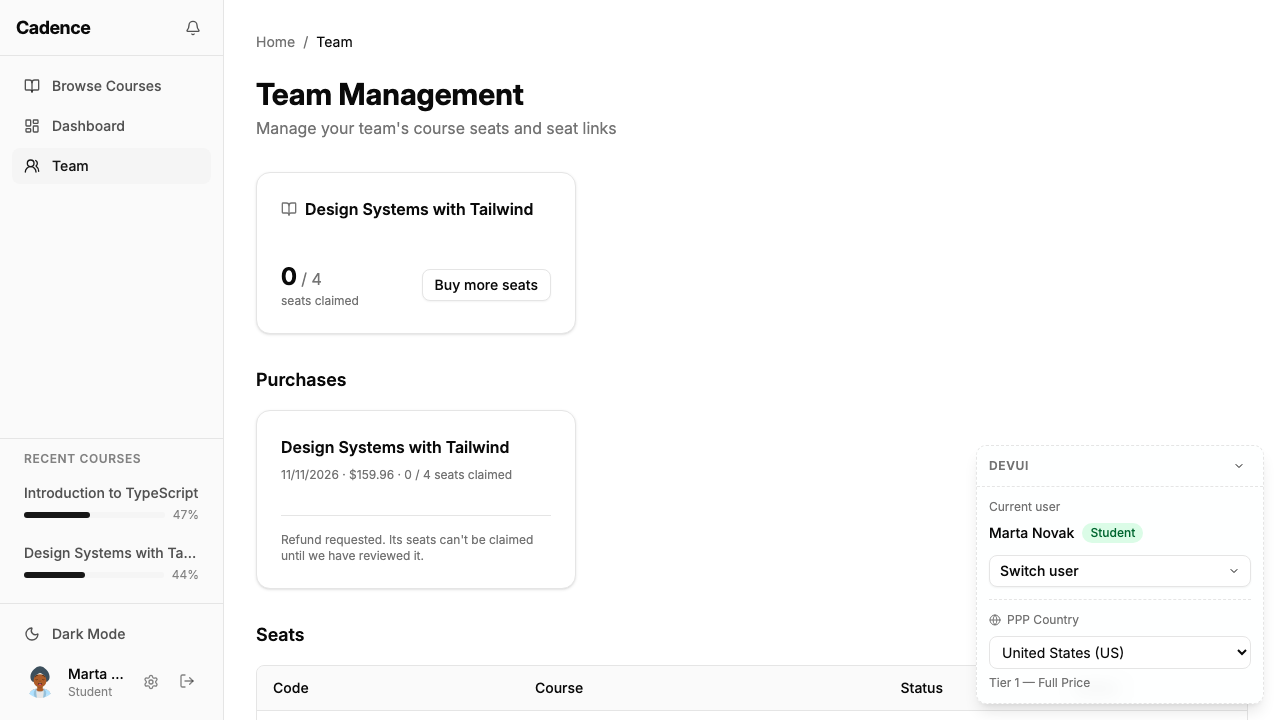 Cadence
Browse Courses
Dashboard
Team
RECENT COURSES
Introduction to TypeScript
47%
Design Systems with Ta...
44%
Dark Mode
Marta ...
Student
Home / Team
Team Management
Manage your team's course seats and seat links
Design Systems with Tailwind
0 / 4
seats claimed
Buy more seats
Purchases
Design Systems with Tailwind
11/11/2026 · $159.96 · 0 / 4 seats claimed
Refund requested. Its seats can't be claimed
until we have reviewed it.
Seats
Code Course Status
DEVUI
Current user
Marta Novak Student
Switch user
PPP Country
United States (US)
Tier 1 — Full Price